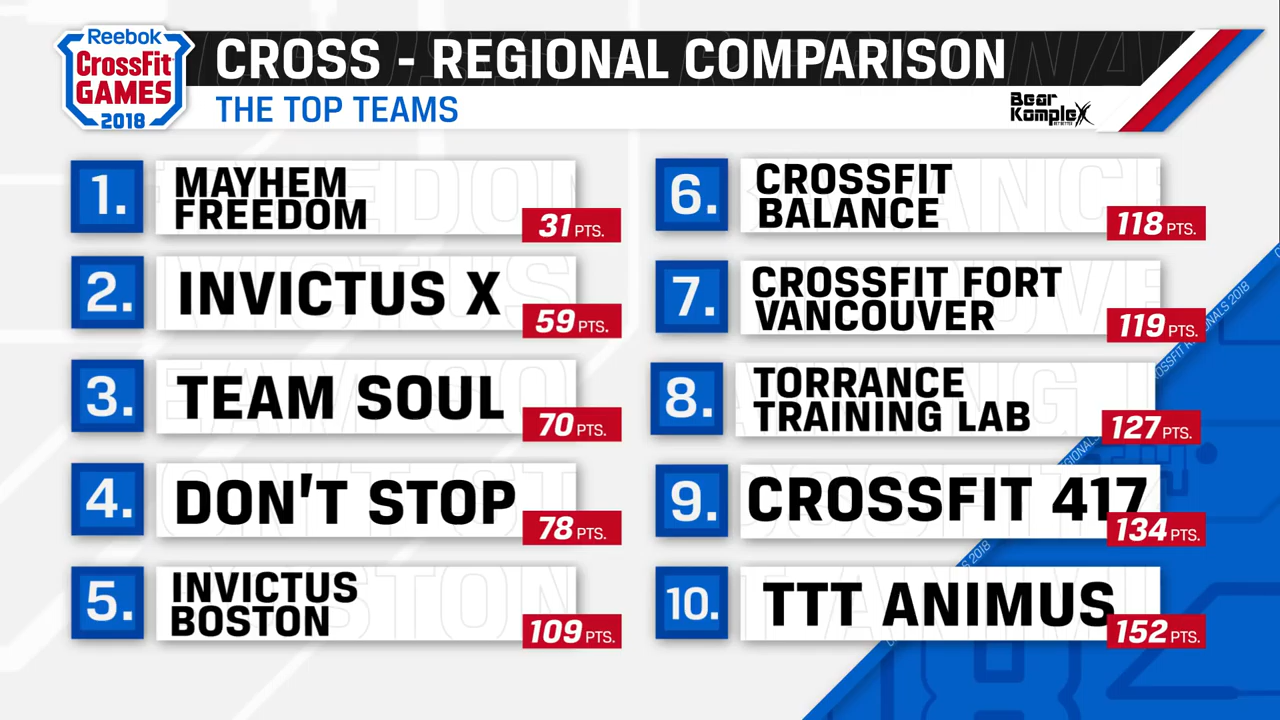 Reebok
CrossFit
GAMES
2018
CROSS - REGIONAL COMPARISON
THE TOP TEAMS
Bear
KompleX
1.
MAYHEM
FREEDOM
31 PTS.
2.
INVICTUS X
59 PTS.
3.
TEAM SOUL
70 PTS.
4.
DON'T STOP
78 PTS.
5.
INVICTUS
BOSTON
109 PTS.
6.
CROSSFIT
BALANCE
118 PTS.
7.
CROSSFIT FORT
VANCOUVER
119 PTS.
8.
TORRANCE
TRAINING LAB
127 PTS.
9.
CROSSFIT 417
134 PTS.
10.
TTT ANIMUS
152 PTS.